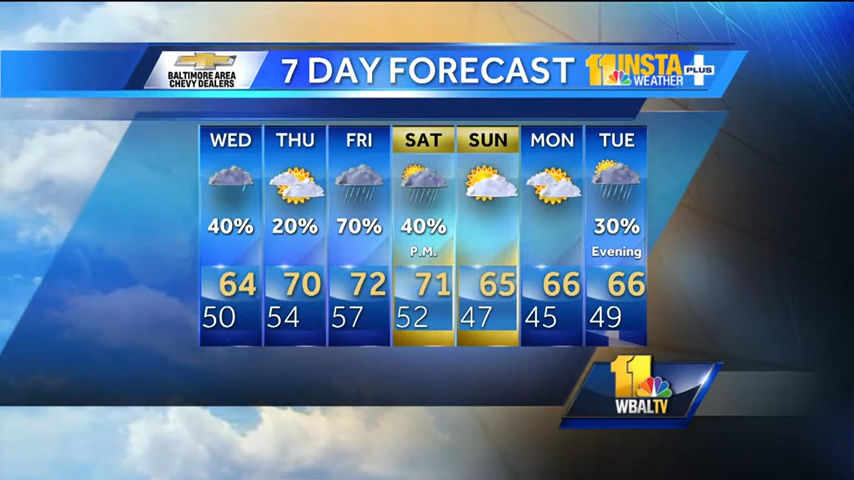 BALTIMORE AREA
CHEVY DEALERS
7 DAY FORECAST
11 INSTA
WEATHER PLUS
WED THU FRI SAT SUN MON TUE
40% 20% 70% 40% 30%
P.M. Evening
64 70 72 71 65 66 66
50 54 57 52 47 45 49
11
WBALTV